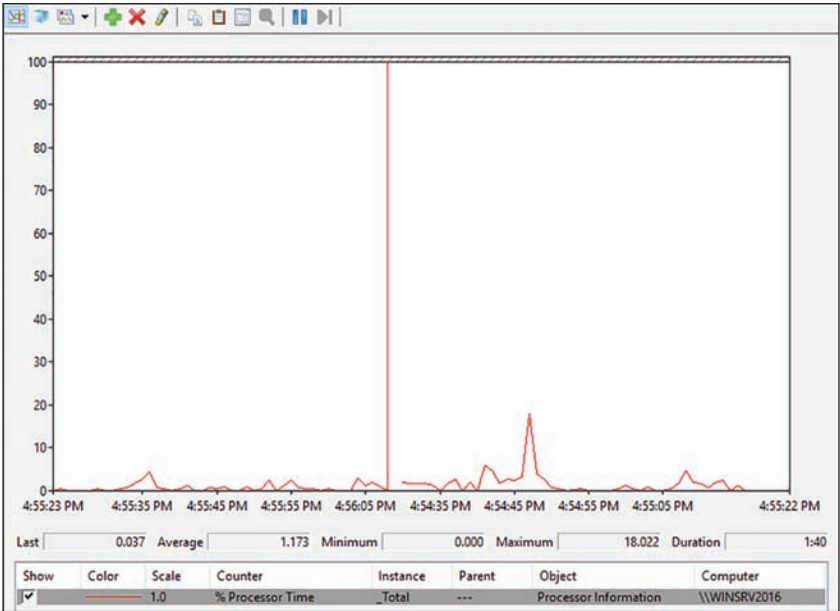 100
90
80
70
60
50
40
30
20
10
0
4:55:23 PM 4:55:35 PM 4:55:45 PM 4:55:55 PM 4:56:05 PM 4:54:35 PM 4:54:45 PM 4:54:55 PM 4:55:05 PM 4:55:22 PM
Last 0.037 Average 1.173 Minimum 0.000 Maximum 18.022 Duration 1:40
Show Color Scale Counter Instance Parent Object Computer
1.0 % Processor Time _Total --- Processor Information \\WINSRV2016